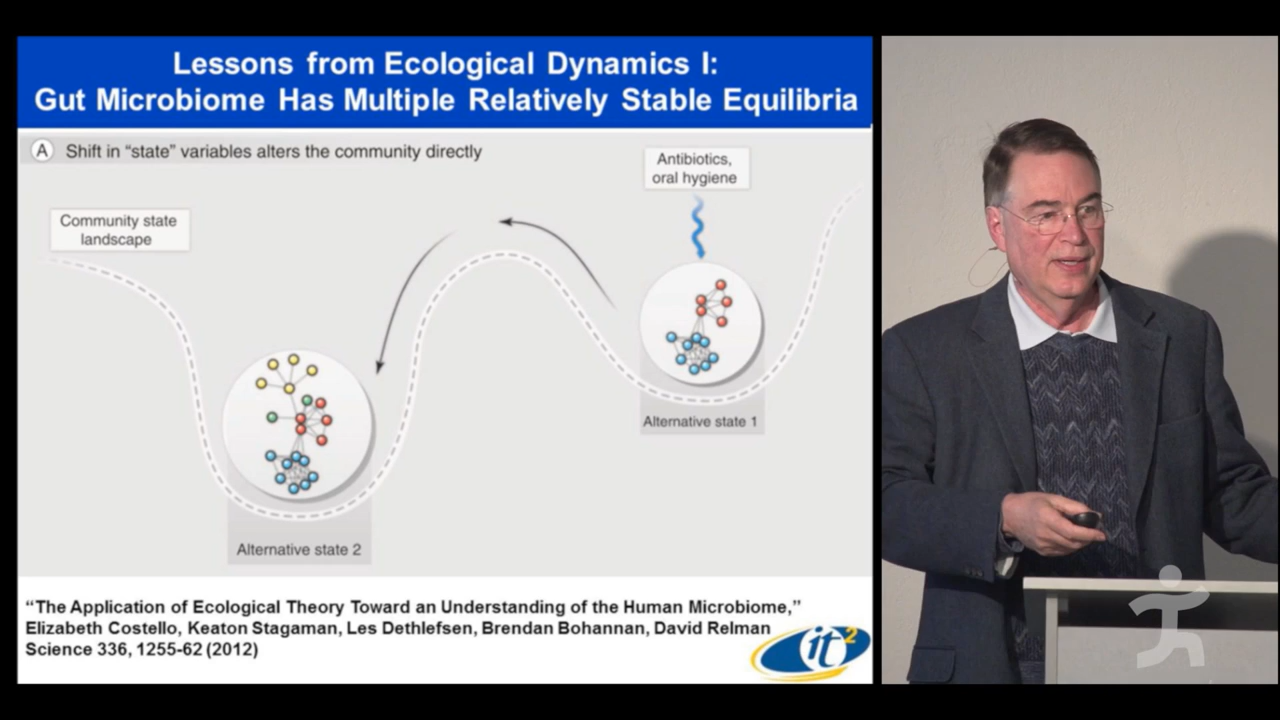 Lessons from Ecological Dynamics I:
Gut Microbiome Has Multiple Relatively Stable Equilibria
A Shift in “state” variables alters the community directly
Antibiotics,
oral hygiene
Community state
landscape
Alternative state 1
Alternative state 2
“The Application of Ecological Theory Toward an Understanding of the Human Microbiome,”
Elizabeth Costello, Keaton Stagaman, Les Dethlefsen, Brendan Bohannan, David Relman
Science 336, 1255-62 (2012)
it2